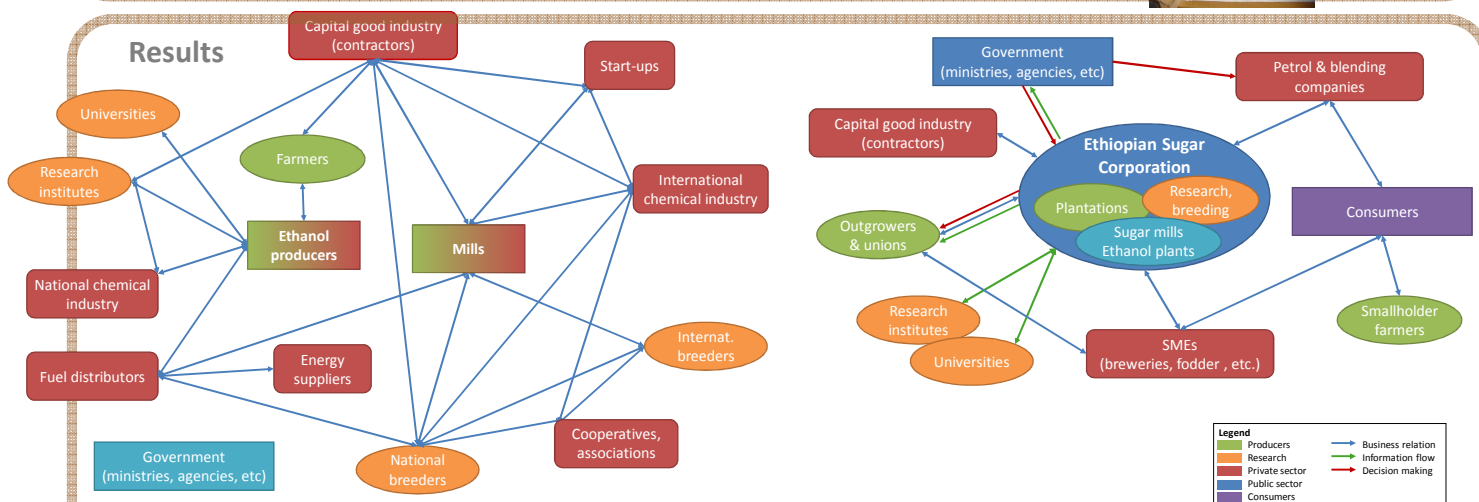 Results
Capital good industry
(contractors)
Start-ups
Universities
Farmers
Research
institutes
International
chemical industry
Ethanol
producers
Mills
National chemical
industry
Internat.
breeders
Fuel distributors
Energy
suppliers
Cooperatives,
associations
Government
(ministries, agencies, etc)
National
breeders
Government
(ministries, agencies, etc)
Petrol & blending
companies
Capital good industry
(contractors)
Ethiopian Sugar
Corporation
Research,
breeding
Plantations
Sugar mills
Ethanol plants
Consumers
Outgrowers
& unions
Research
institutes
Universities
Smallholder
farmers
SMEs
(breweries, fodder , etc.)
Legend
Producers
Research
Private sector
Public sector
Consumers
Business relation
Information flow
Decision making